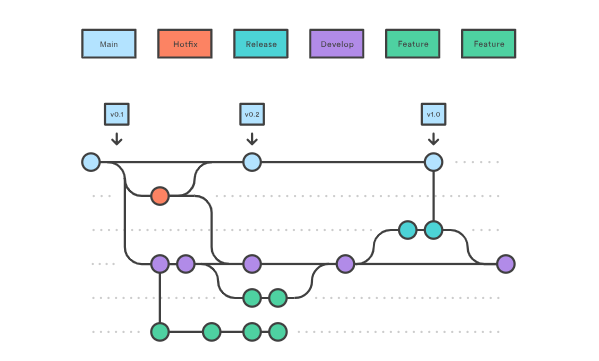 Main
Hotfix
Release
Develop
Feature
Feature
v0.1
v0.2
v1.0